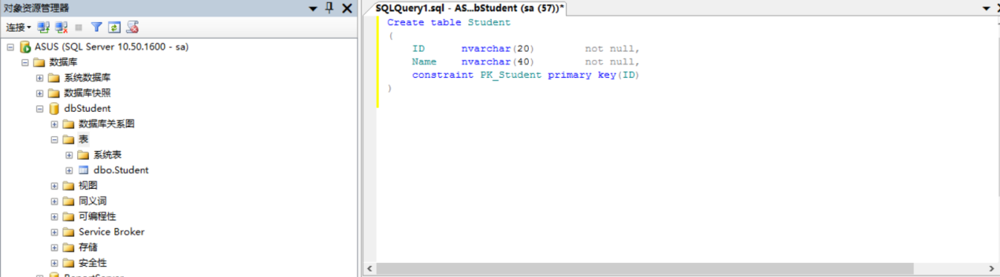 对象资源管理器
连接
ASUS (SQL Server 10.50.1600 - sa)
数据库
系统数据库
数据库快照
dbStudent
数据库关系图
表
系统表
dbo.Student
视图
同义词
可编程性
Service Broker
存储
安全性
ReportServer
SQLQuery1.sql - AS...bStudent (sa (57))*
Create table Student
(
ID nvarchar(20) not null,
Name nvarchar(40) not null,
constraint PK_Student primary key(ID)
)